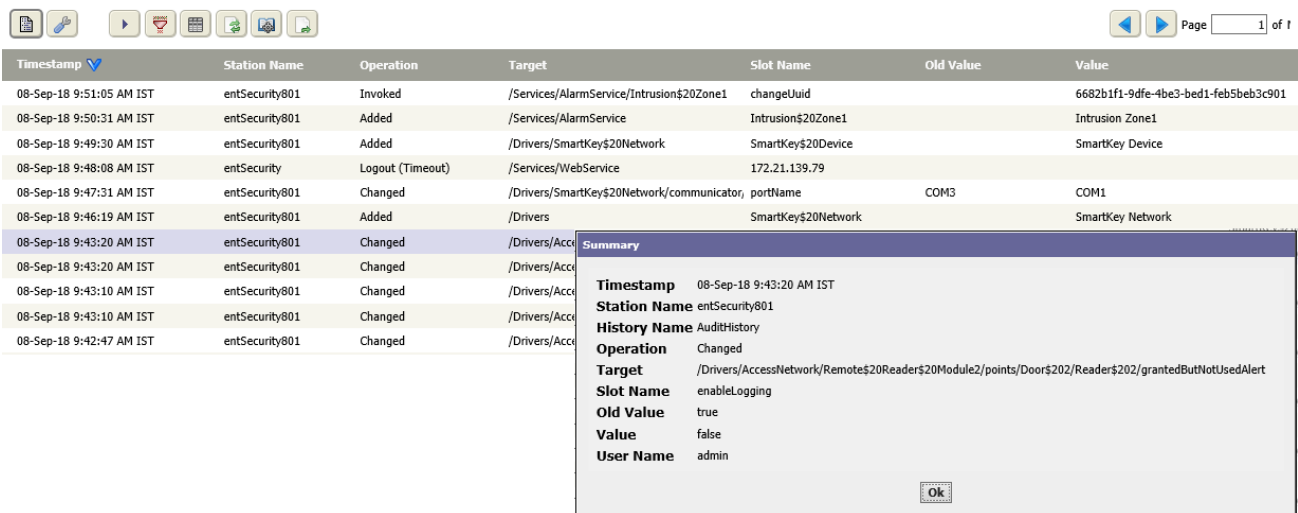 Page 1 of
Timestamp Station Name Operation Target Slot Name Old Value Value
08-Sep-18 9:51:05 AM IST entSecurity801 Invoked /Services/AlarmService/Intrusion$20Zone1 changeUuid 6682b1f1-9dfe-4be3-bed1-feb5beb3c901
08-Sep-18 9:50:31 AM IST entSecurity801 Added /Services/AlarmService Intrusion$20Zone1 Intrusion Zone1
08-Sep-18 9:49:30 AM IST entSecurity801 Added /Drivers/SmartKey$20Network SmartKey$20Device SmartKey Device
08-Sep-18 9:48:08 AM IST entSecurity Logout (Timeout) /Services/WebService 172.21.139.79
08-Sep-18 9:47:31 AM IST entSecurity801 Changed /Drivers/SmartKey$20Network/communicator/ portName COM3 COM1
08-Sep-18 9:46:19 AM IST entSecurity801 Added /Drivers SmartKey$20Network SmartKey Network
08-Sep-18 9:43:20 AM IST entSecurity801 Changed /Drivers/Acce
08-Sep-18 9:43:20 AM IST entSecurity801 Changed /Drivers/Acce
08-Sep-18 9:43:10 AM IST entSecurity801 Changed /Drivers/Acce
08-Sep-18 9:43:10 AM IST entSecurity801 Changed /Drivers/Acce
08-Sep-18 9:42:47 AM IST entSecurity801 Changed /Drivers/Acce
Summary
Timestamp 08-Sep-18 9:43:20 AM IST
Station Name entSecurity801
History Name AuditHistory
Operation Changed
Target /Drivers/AccessNetwork/Remote$20Reader$20Module2/points/Door$202/Reader$202/grantedButNotUsedAlert
Slot Name enableLogging
Old Value true
Value false
User Name admin
Ok